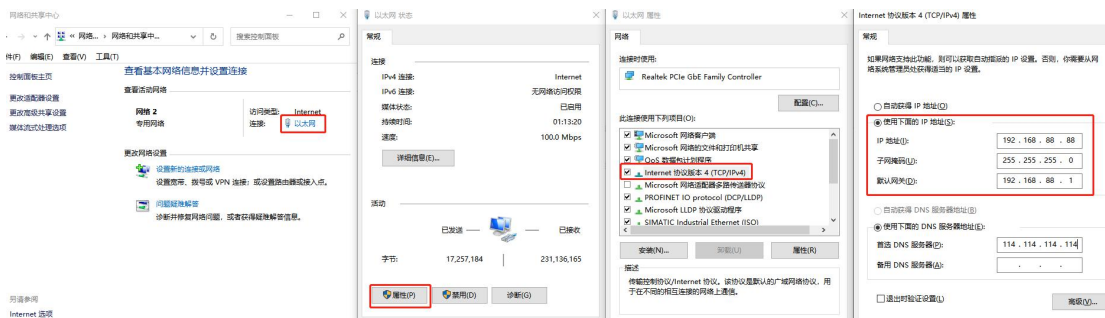 网络和共享中心
« 网络... › 网络和共享中...
搜索控制面板
件(F) 编辑(E) 查看(V) 工具(T)
控制面板主页
更改适配器设置
更改高级共享设置
媒体流式处理选项
查看基本网络信息并设置连接
查看活动网络
网络 2
专用网络
访问类型: Internet
连接: 以太网
更改网络设置
设置新的连接或网络
设置宽带、拨号或 VPN 连接；或设置路由器或接入点。
问题疑难解答
诊断并修复网络问题，或者获得疑难解答信息。
另请参阅
Internet 选项
以太网 状态
常规
连接
IPv4 连接: Internet
IPv6 连接: 无网络访问权限
媒体状态: 已启用
持续时间: 01:13:20
速度: 100.0 Mbps
详细信息(E)...
活动
已发送 — — 已接收
字节: 17,257,184 | 231,136,165
属性(P) 禁用(D) 诊断(G)
以太网 属性
网络
连接时使用:
Realtek PCIe GbE Family Controller
配置(C)...
此连接使用下列项目(O):
Microsoft 网络客户端
Microsoft 网络的文件和打印机共享
QoS 数据包计划程序
Internet 协议版本 4 (TCP/IPv4)
Microsoft 网络适配器多路传送器协议
PROFINET IO protocol (DCP/LLDP)
Microsoft LLDP 协议驱动程序
SIMATIC Industrial Ethernet (ISO)
安装(N)... 卸载(U) 属性(R)
描述
传输控制协议/Internet 协议。该协议是默认的广域网络协议，用
于在不同的相互连接的网络上通信。
Internet 协议版本 4 (TCP/IPv4) 属性
常规
如果网络支持此功能，则可以获取自动指派的 IP 设置。否则，你需要从网
络系统管理员处获得适当的 IP 设置。
自动获得 IP 地址(O)
使用下面的 IP 地址(S):
IP 地址(I): 192 . 168 . 88 . 88
子网掩码(U): 255 . 255 . 255 . 0
默认网关(D): 192 . 168 . 88 . 1
自动获得 DNS 服务器地址(B)
使用下面的 DNS 服务器地址(E):
首选 DNS 服务器(P): 114 . 114 . 114 . 114
备用 DNS 服务器(A): . . .
退出时验证设置(L)
高级(V)...